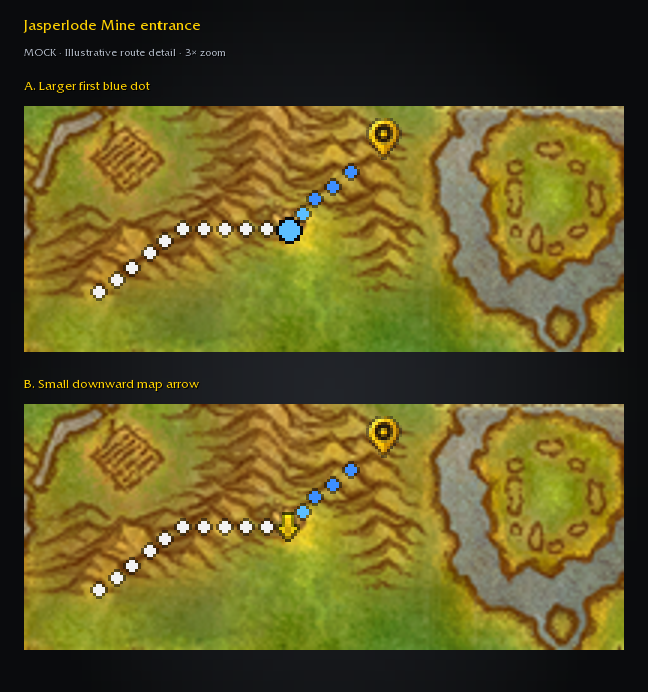 Jasperlode Mine entrance
MOCK · Illustrative route detail · 3× zoom
A. Larger first blue dot
B. Small downward map arrow